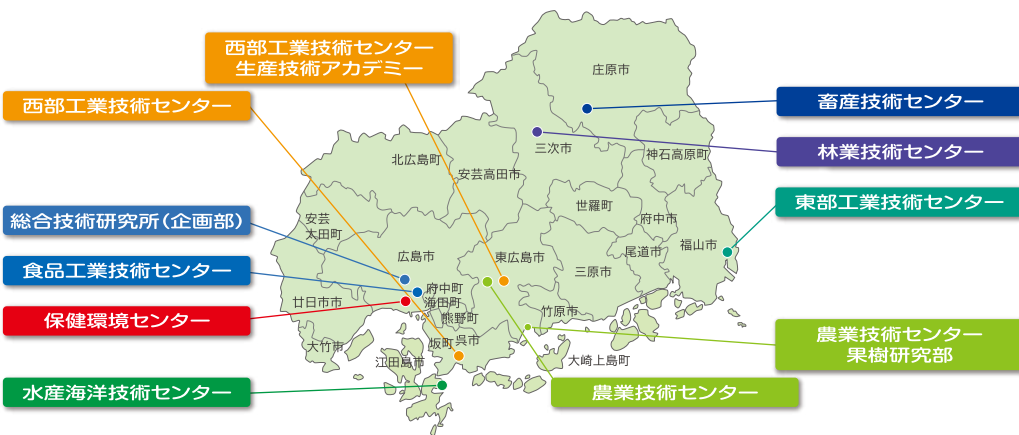 西部工業技術センター
生産技術アカデミー
西部工業技術センター
総合技術研究所(企画部)
食品工業技術センター
保健環境センター
水産海洋技術センター
畜産技術センター
林業技術センター
東部工業技術センター
農業技術センター
果樹研究部
農業技術センター
庄原市
三次市
神石高原町
北広島町
安芸高田市
世羅町
府中市
安芸
太田町
広島市
東広島市
尾道市
福山市
三原市
府中町
海田町
廿日市市
熊野町
竹原市
坂町
呉市
大竹市
江田島市
大崎上島町